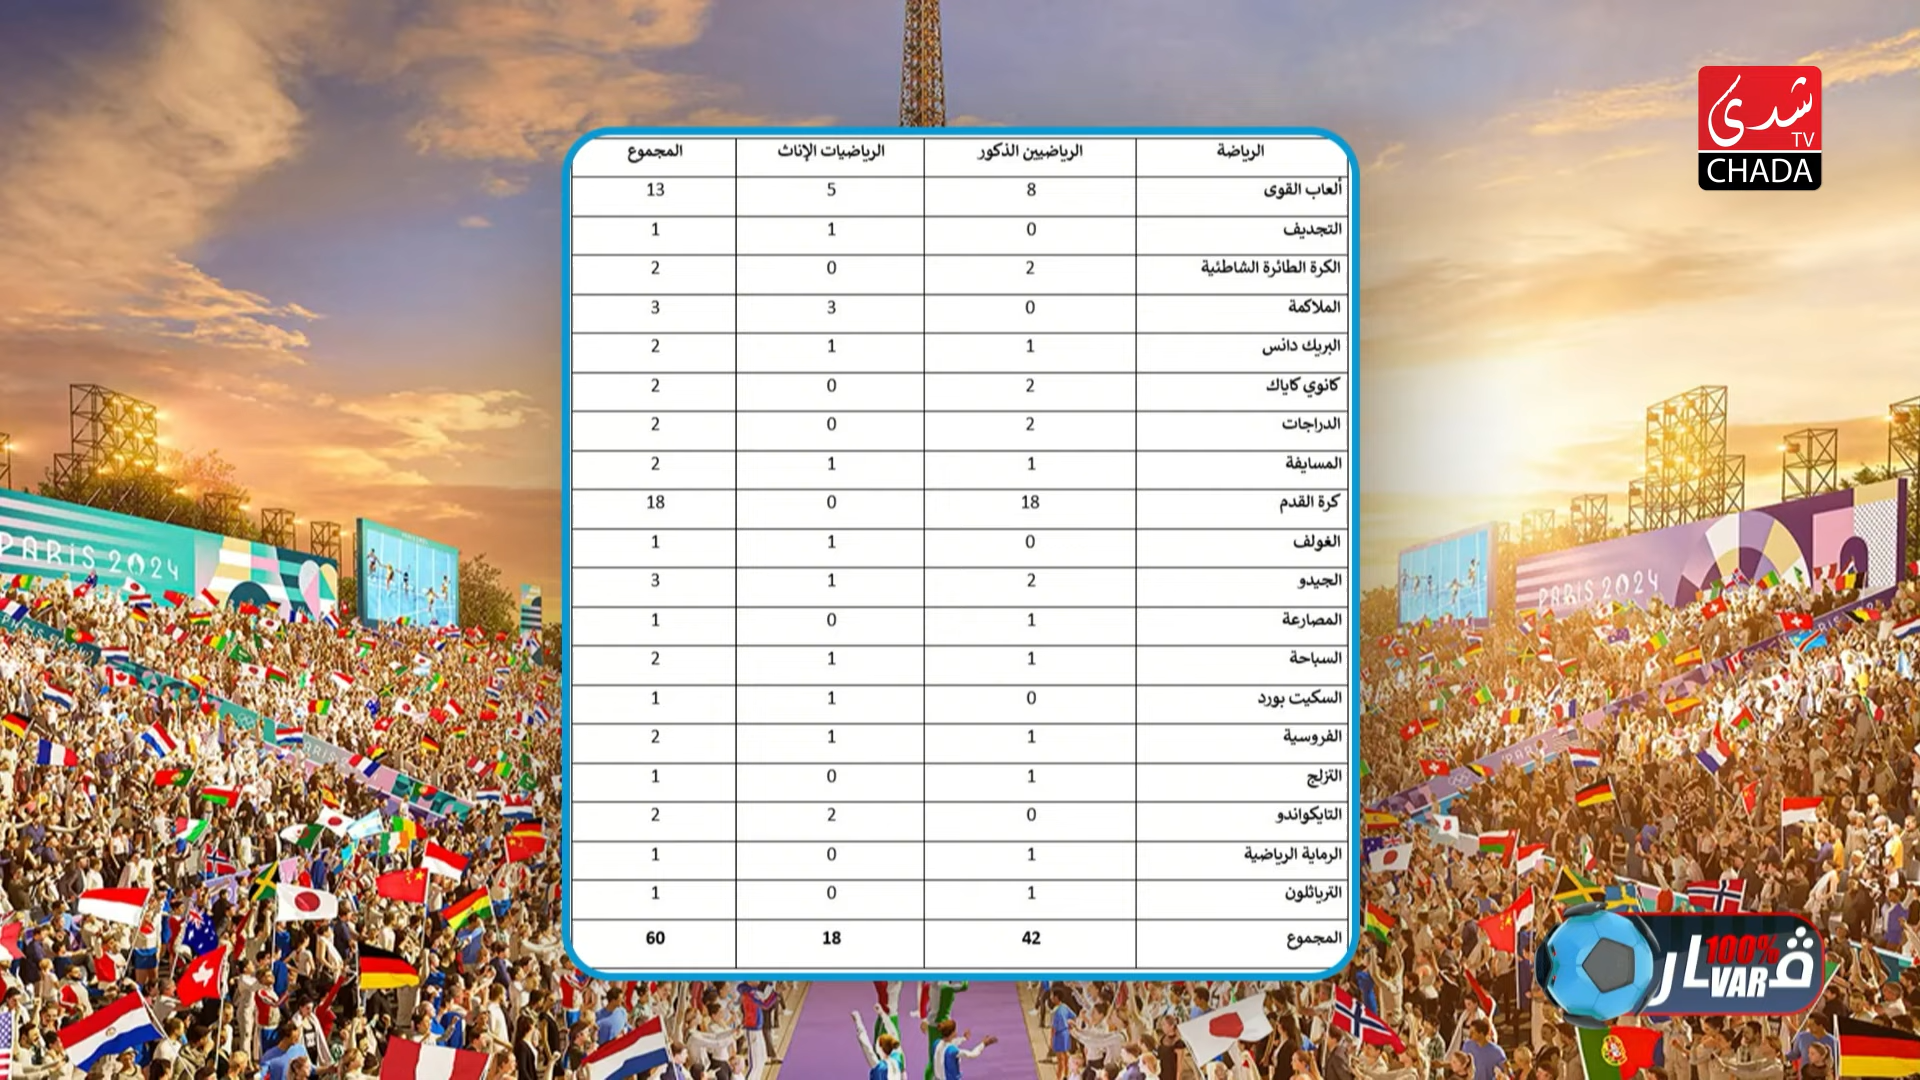 شدى
TV
CHADA
الرياضة الرياضيين الذكور الرياضيات الإناث المجموع
ألعاب القوى 8 5 13
التجديف 0 1 1
الكرة الطائرة الشاطئية 2 0 2
الملاكمة 0 3 3
البريك دانس 1 1 2
كانوي كاياك 2 0 2
الدراجات 2 0 2
المسايفة 1 1 2
كرة القدم 18 0 18
الغولف 0 1 1
الجيدو 2 1 3
المصارعة 1 0 1
السباحة 1 1 2
السكيت بورد 0 1 1
الفروسية 1 1 2
التزلج 1 0 1
التايكواندو 0 2 2
الرماية الرياضية 1 0 1
الترياثلون 1 0 1
المجموع 42 18 60
PARIS 2024
PARIS 2024
PARIS
PARIS
ڤار
100%
VAR